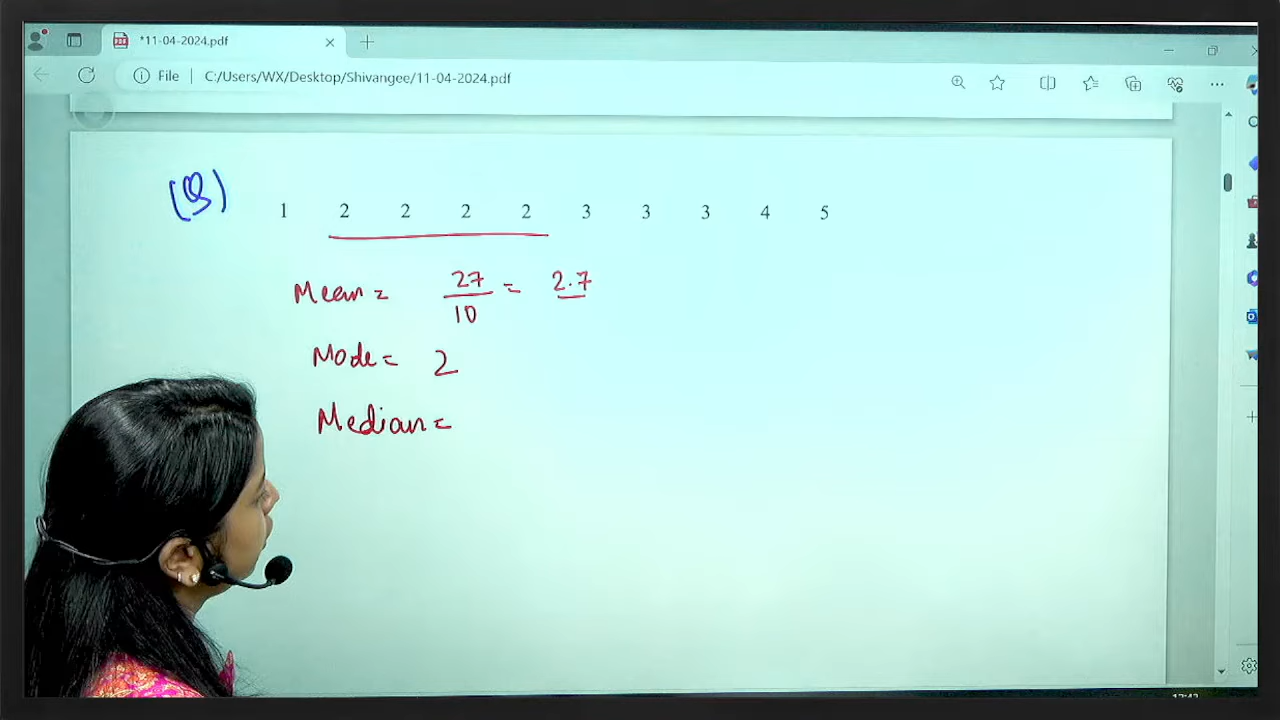 *11-04-2024.pdf
File C:/Users/WX/Desktop/Shivangee/11-04-2024.pdf
(Q) 1 2 2 2 2 3 3 3 4 5
Mean = 27/10 = 2.7
Mode = 2
Median =